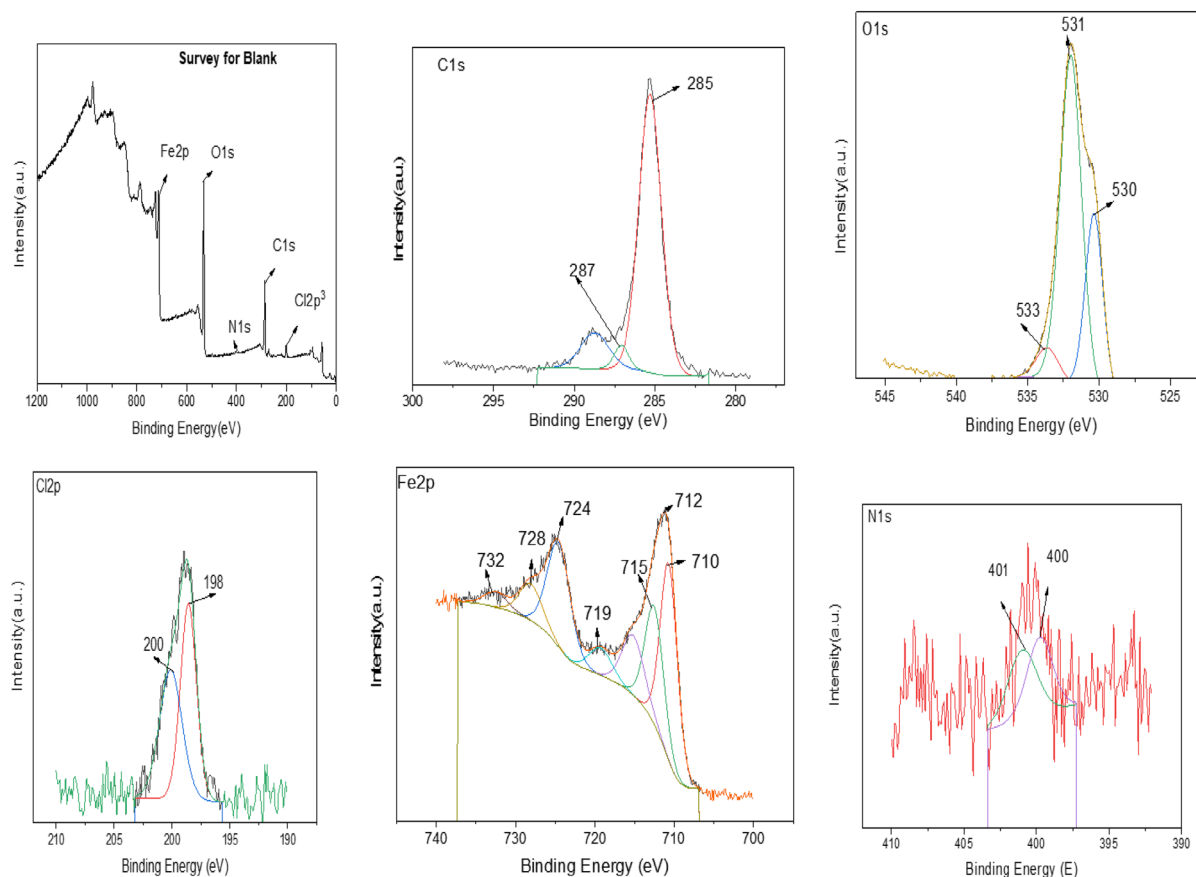 Survey for Blank
Fe2p
O1s
C1s
N1s
Cl2p³
Intensity(a.u.)
1200 1000 800 600 400 200 0
Binding Energy(eV)
C1s
285
287
Intensity(a.u.)
300 295 290 285 280
Binding Energy(eV)
O1s
531
530
533
Intensity(a.u.)
545 540 535 530 525
Binding Energy (eV)
Cl2p
198
200
Intensity(a.u.)
210 205 200 195 190
Binding Energy(eV)
Fe2p
712
724
728
732
710
715
719
Intensity(a.u.)
740 730 720 710 700
Binding Energy (eV)
N1s
401
400
Intensity(a.u.)
410 405 400 395 390
Binding Energy (E)